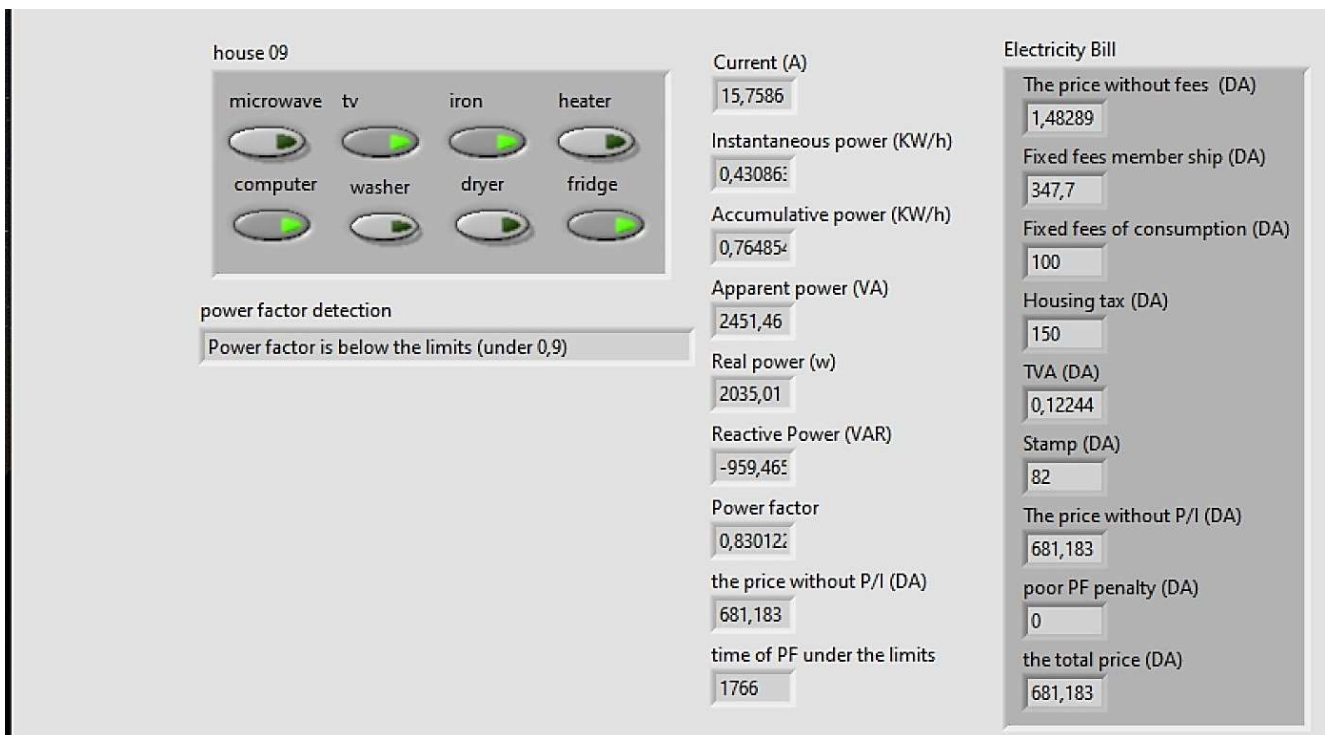 house 09
microwave tv iron heater
computer washer dryer fridge
power factor detection
Power factor is below the limits (under 0,9)
Current (A)
15,7586
Instantaneous power (KW/h)
0,430863
Accumulative power (KW/h)
0,764854
Apparent power (VA)
2451,46
Real power (w)
2035,01
Reactive Power (VAR)
-959,465
Power factor
0,830122
the price without P/I (DA)
681,183
time of PF under the limits
1766
Electricity Bill
The price without fees (DA)
1,48289
Fixed fees member ship (DA)
347,7
Fixed fees of consumption (DA)
100
Housing tax (DA)
150
TVA (DA)
0,12244
Stamp (DA)
82
The price without P/I (DA)
681,183
poor PF penalty (DA)
0
the total price (DA)
681,183